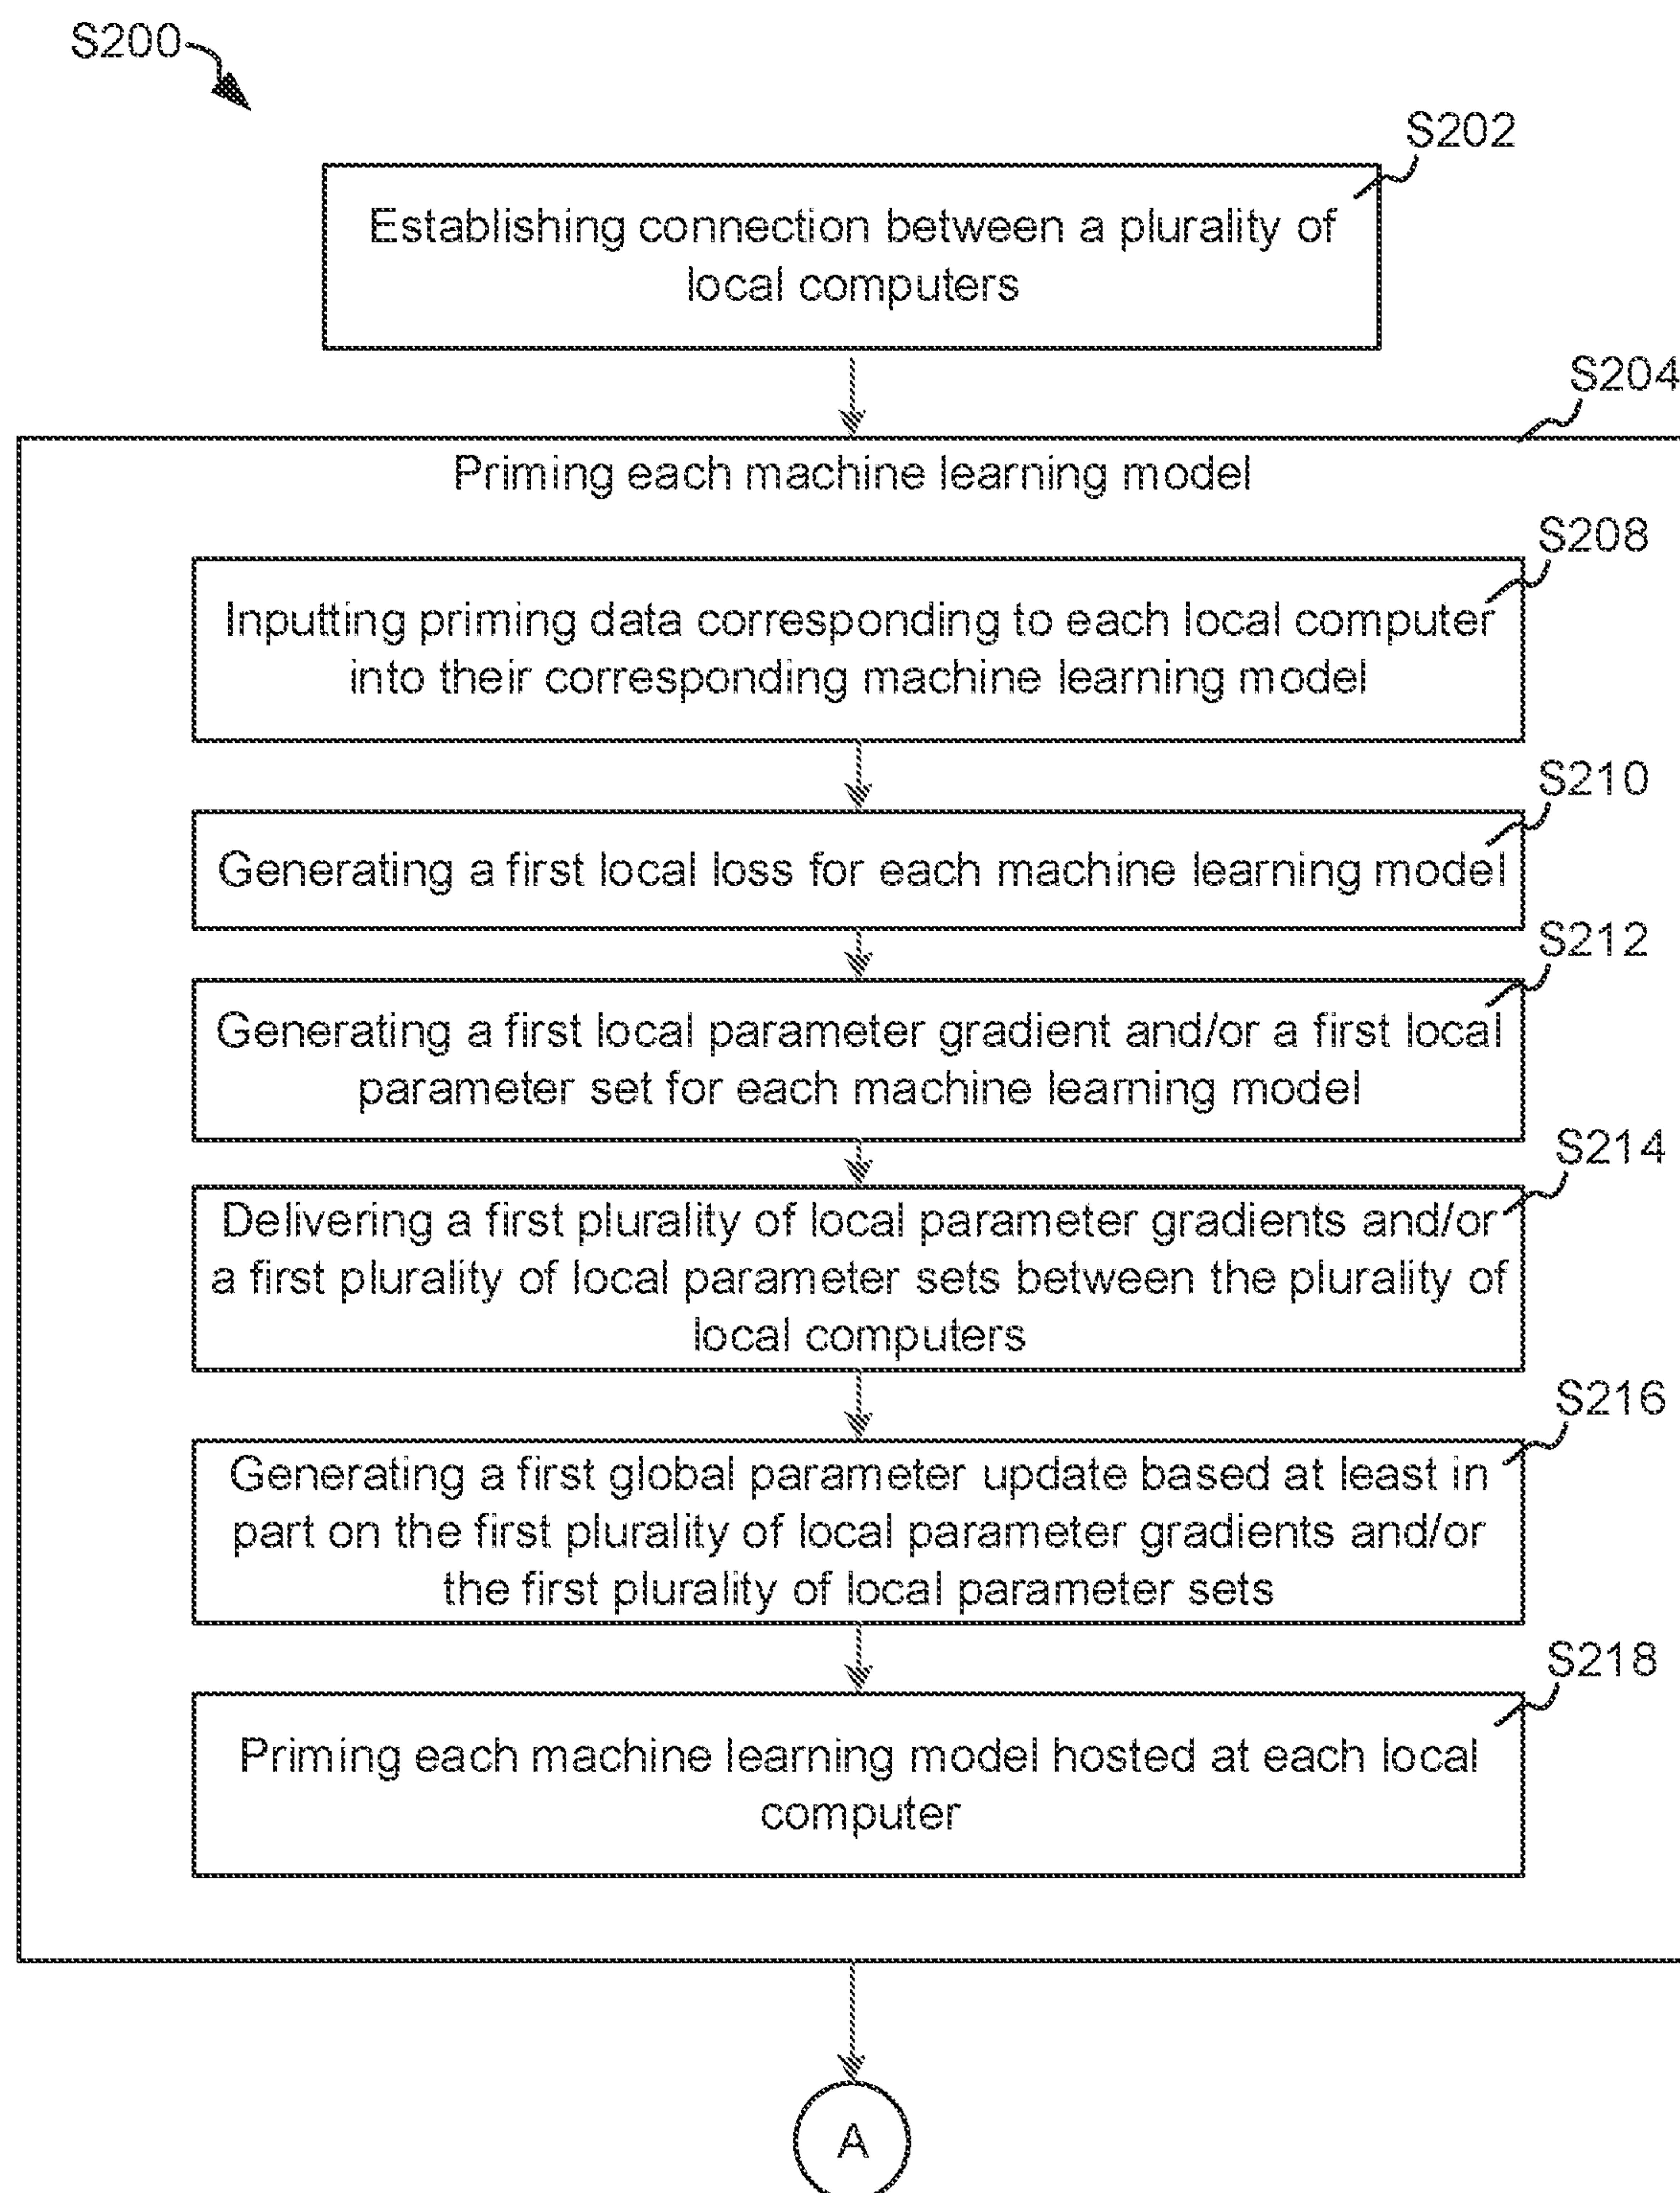 S200
S202
Establishing connection between a plurality of
local computers
S204
Priming each machine learning model
S208
Inputting priming data corresponding to each local computer
into their corresponding machine learning model
S210
Generating a first local loss for each machine learning model
S212
Generating a first local parameter gradient and/or a first local
parameter set for each machine learning model
S214
Delivering a first plurality of local parameter gradients and/or
a first plurality of local parameter sets between the plurality of
local computers
S216
Generating a first global parameter update based at least in
part on the first plurality of local parameter gradients and/or
the first plurality of local parameter sets
S218
Priming each machine learning model hosted at each local
computer
A